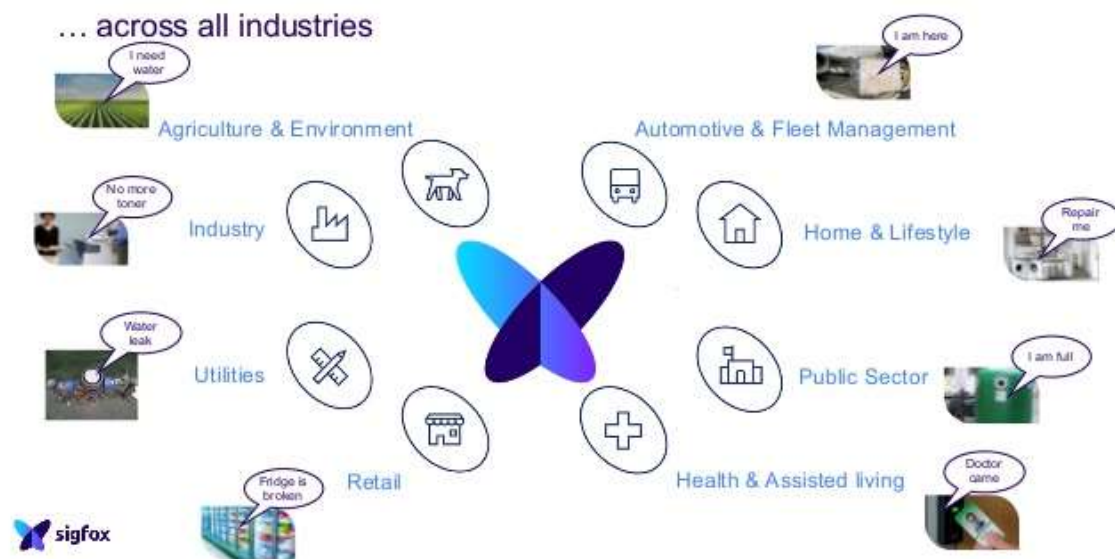 ... across all industries
I need
water
I am here
Agriculture & Environment
Automotive & Fleet Management
No more
toner
Industry
Home & Lifestyle
Repair
me
Water
leak
Utilities
Public Sector
I am full
Retail
Fridge is
broken
Health & Assisted living
Doctor
came
sigfox